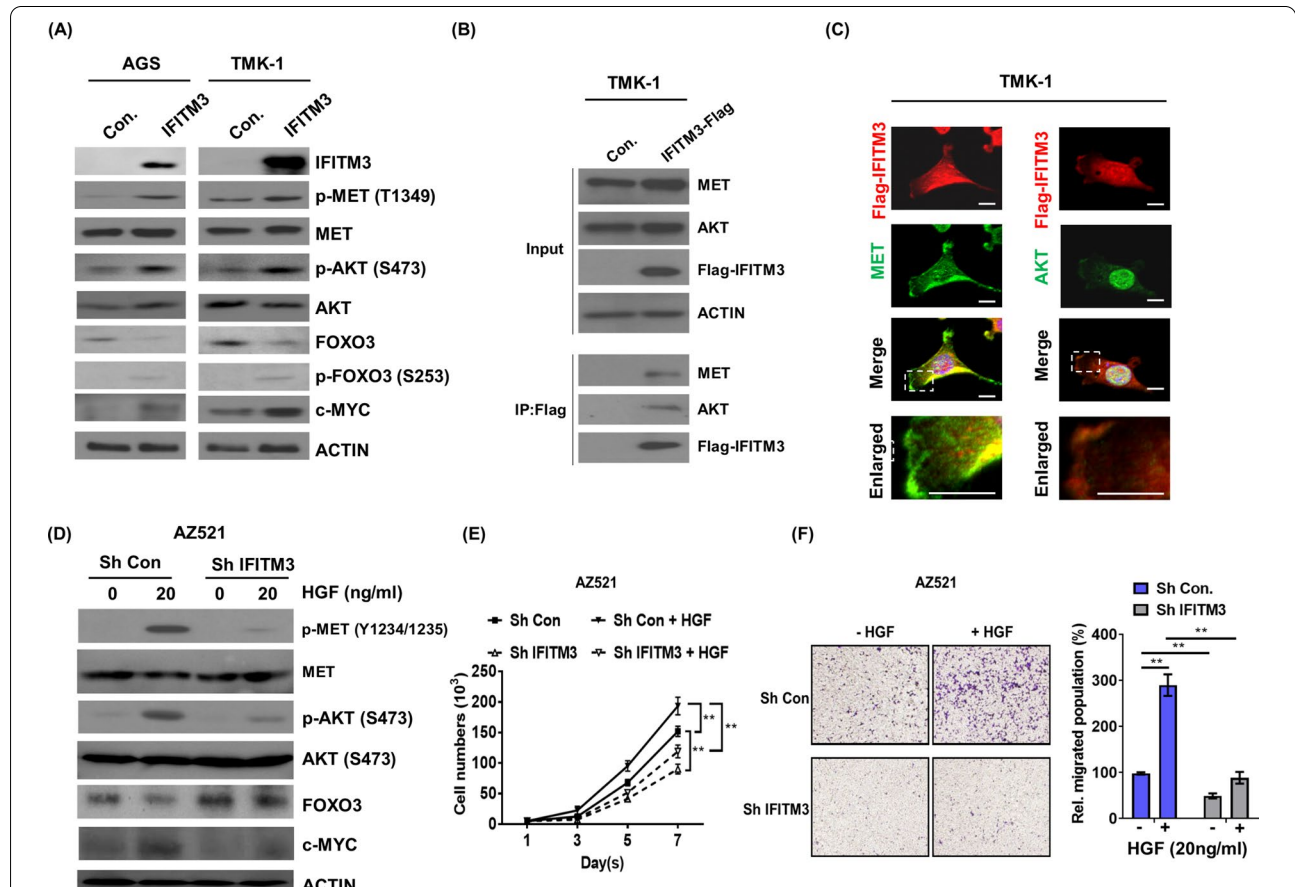 (A)
AGS TMK-1
Con. IFITM3 Con. IFITM3
IFITM3
p-MET (T1349)
MET
p-AKT (S473)
AKT
FOXO3
p-FOXO3 (S253)
c-MYC
ACTIN
(B)
TMK-1
Con. IFITM3-Flag
Input
MET
AKT
Flag-IFITM3
ACTIN
IP:Flag
MET
AKT
Flag-IFITM3
(C)
TMK-1
Flag-IFITM3 Flag-IFITM3
MET AKT
Merge Merge
Enlarged Enlarged
(D)
AZ521
Sh Con Sh IFITM3
0 20 0 20 HGF (ng/ml)
p-MET (Y1234/1235)
MET
p-AKT (S473)
AKT (S473)
FOXO3
c-MYC
ACTIN
(E)
AZ521
Sh Con Sh Con + HGF
Sh IFITM3 Sh IFITM3 + HGF
Cell numbers (10³)
250
200
150
100
50
0
** ** **
1 3 5 7
Day(s)
(F)
AZ521
- HGF + HGF
Sh Con
Sh IFITM3
Sh Con.
Sh IFITM3
Rel. migrated population (%)
400
300
200
100
0
**
**
**
- + - +
HGF (20ng/ml)